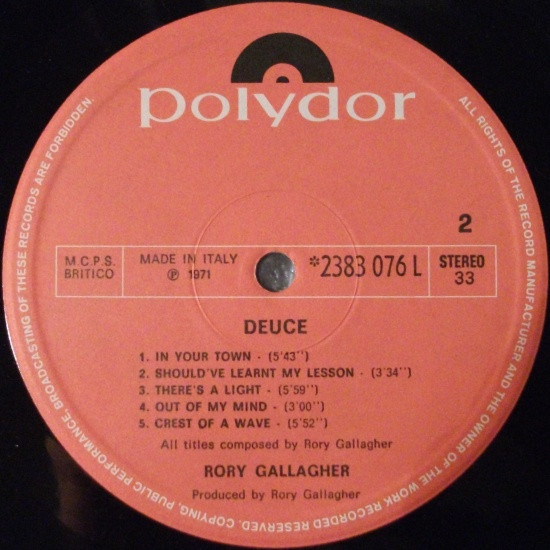 polydor
2
M.C.P.S.
BRITICO
MADE IN ITALY
Ⓟ 1971
*2383 076 L
STEREO
33
DEUCE
1. IN YOUR TOWN - (5'43'')
2. SHOULD'VE LEARNT MY LESSON - (3'34'')
3. THERE'S A LIGHT - (5'59'')
4. OUT OF MY MIND - (3'00'')
5. CREST OF A WAVE - (5'52'')
All titles composed by Rory Gallagher
RORY GALLAGHER
Produced by Rory Gallagher
ALL RIGHTS OF THE RECORD MANUFACTURER AND THE OWNER OF THE WORK RECORDED RESERVED. COPYING, PUBLIC PERFORMANCE, BROADCASTING OF THESE RECORDS ARE FORBIDDEN.